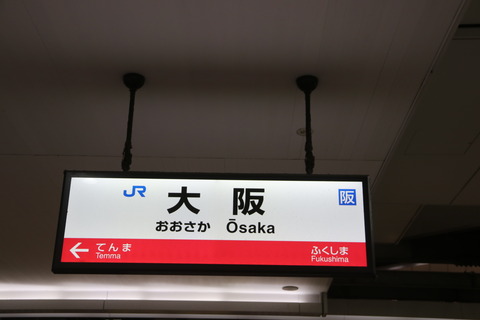 JR 大阪 阪
おおさか Ōsaka
← てんま ふくしま
Temma Fukushima